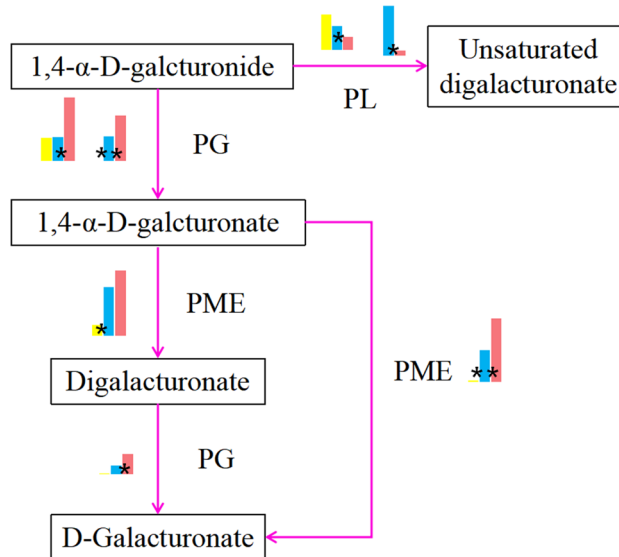 1,4-α-D-galcturonide
PL
Unsaturated
digalacturonate
PG
1,4-α-D-galcturonate
PME
PME
Digalacturonate
PG
D-Galacturonate